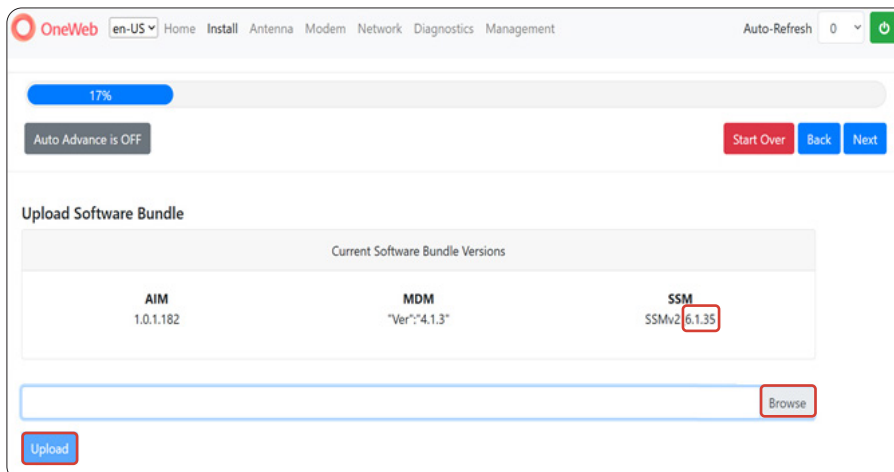 OneWeb en-US Home Install Antenna Modem Network Diagnostics Management Auto-Refresh 0
17%
Auto Advance is OFF Start Over Back Next
Upload Software Bundle
Current Software Bundle Versions
AIM MDM SSM
1.0.1.182 "Ver":"4.1.3" SSMv2 6.1.35
Browse
Upload